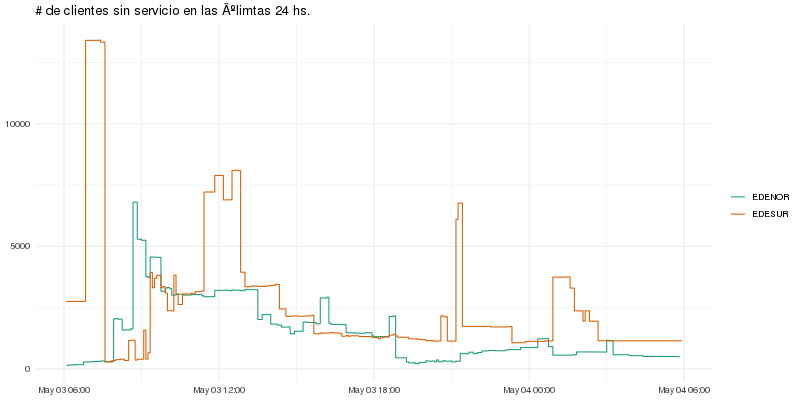 # de clientes sin servicio en las Ãºlimtas 24 hs.
10000
5000
0
May 03 06:00
May 03 12:00
May 03 18:00
May 04 00:00
May 04 06:00
EDENOR
EDESUR